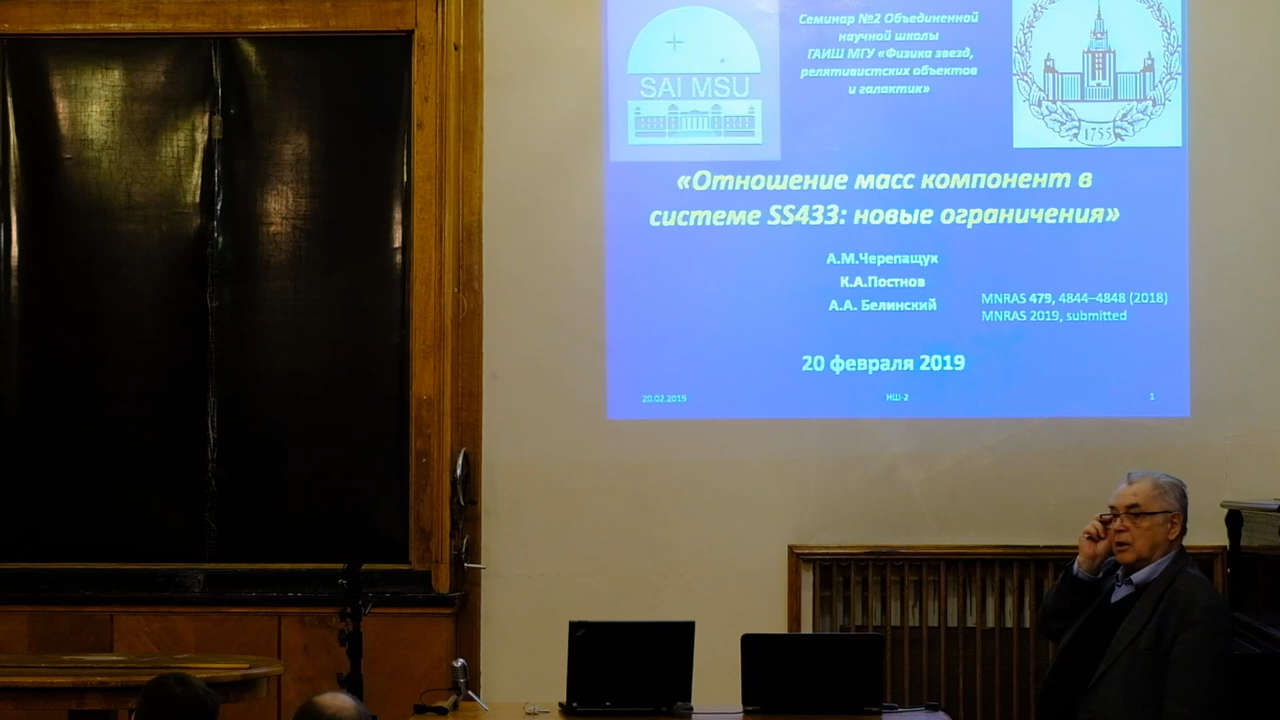 SAI MSU
Семинар №2 Объединенной
научной школы
ГАИШ МГУ «Физика звезд,
релятивистских объектов
и галактик»
1755
«Отношение масс компонент в
системе SS433: новые ограничения»
А.М.Черепащук
К.А.Постнов
А.А. Белинский
MNRAS 479, 4844–4848 (2018)
MNRAS 2019, submitted
20 февраля 2019
20.02.2019
НШ-2
1